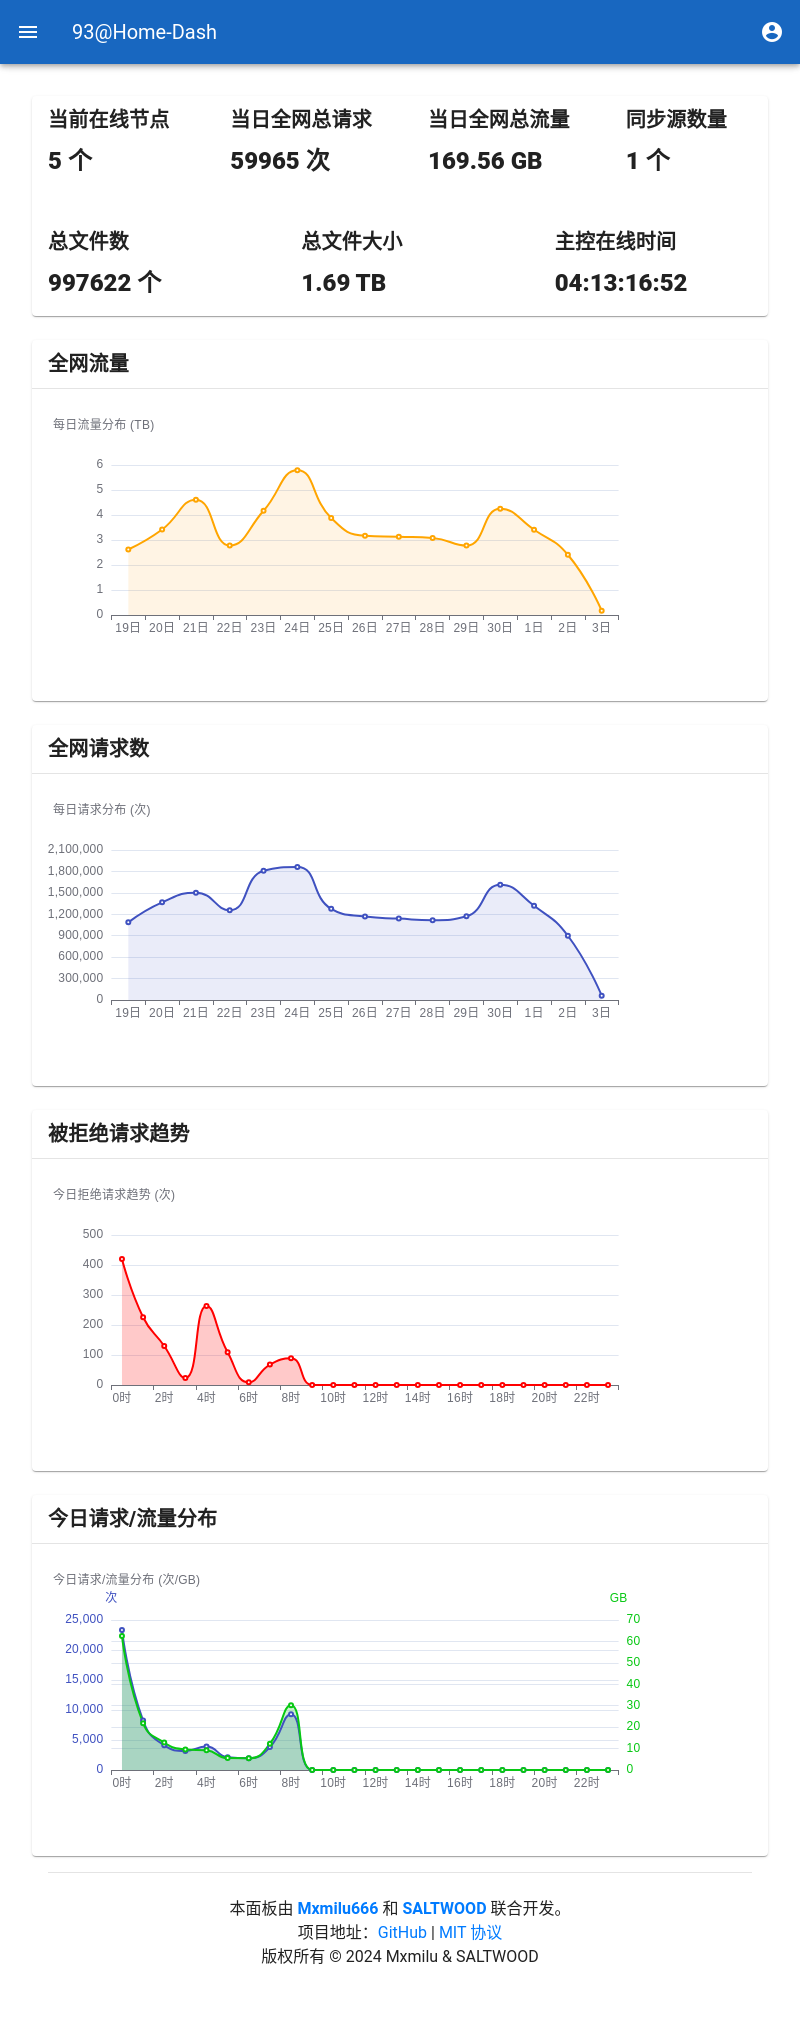 93@Home-Dash
当前在线节点 当日全网总请求 当日全网总流量 同步源数量
5 个 59965 次 169.56 GB 1 个
总文件数 总文件大小 主控在线时间
997622 个 1.69 TB 04:13:16:52
全网流量
每日流量分布 (TB)
6
5
4
3
2
1
0
19日 20日 21日 22日 23日 24日 25日 26日 27日 28日 29日 30日 1日 2日 3日
全网请求数
每日请求分布 (次)
2,100,000
1,800,000
1,500,000
1,200,000
900,000
600,000
300,000
0
19日 20日 21日 22日 23日 24日 25日 26日 27日 28日 29日 30日 1日 2日 3日
被拒绝请求趋势
今日拒绝请求趋势 (次)
500
400
300
200
100
0
0时 2时 4时 6时 8时 10时 12时 14时 16时 18时 20时 22时
今日请求/流量分布
今日请求/流量分布 (次/GB)
次 GB
25,000 70
20,000 60
15,000 50
10,000 40
5,000 30
0 20
10
0
0时 2时 4时 6时 8时 10时 12时 14时 16时 18时 20时 22时
本面板由 Mxmilu666 和 SALTWOOD 联合开发。
项目地址：GitHub | MIT 协议
版权所有 © 2024 Mxmilu & SALTWOOD